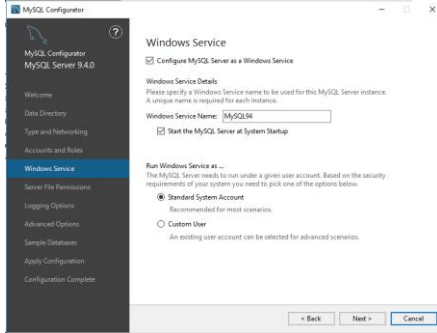 MySQL Configurator
?
MySQL Configurator
MySQL Server 9.4.0
Welcome
Data Directory
Type and Networking
Accounts and Roles
Windows Service
Server File Permissions
Logging Options
Advanced Options
Sample Databases
Apply Configuration
Configuration Complete
Windows Service
Configure MySQL Server as a Windows Service
Windows Service Details
Please specify a Windows Service name to be used for this MySQL Server instance.
A unique name is required for each instance.
Windows Service Name: MySQL94
Start the MySQL Server at System Startup
Run Windows Service as ...
The MySQL Server needs to run under a given user account. Based on the security
requirements of your system you need to pick one of the options below.
Standard System Account
Recommended for most scenarios.
Custom User
An existing user account can be selected for advanced scenarios.
< Back Next > Cancel